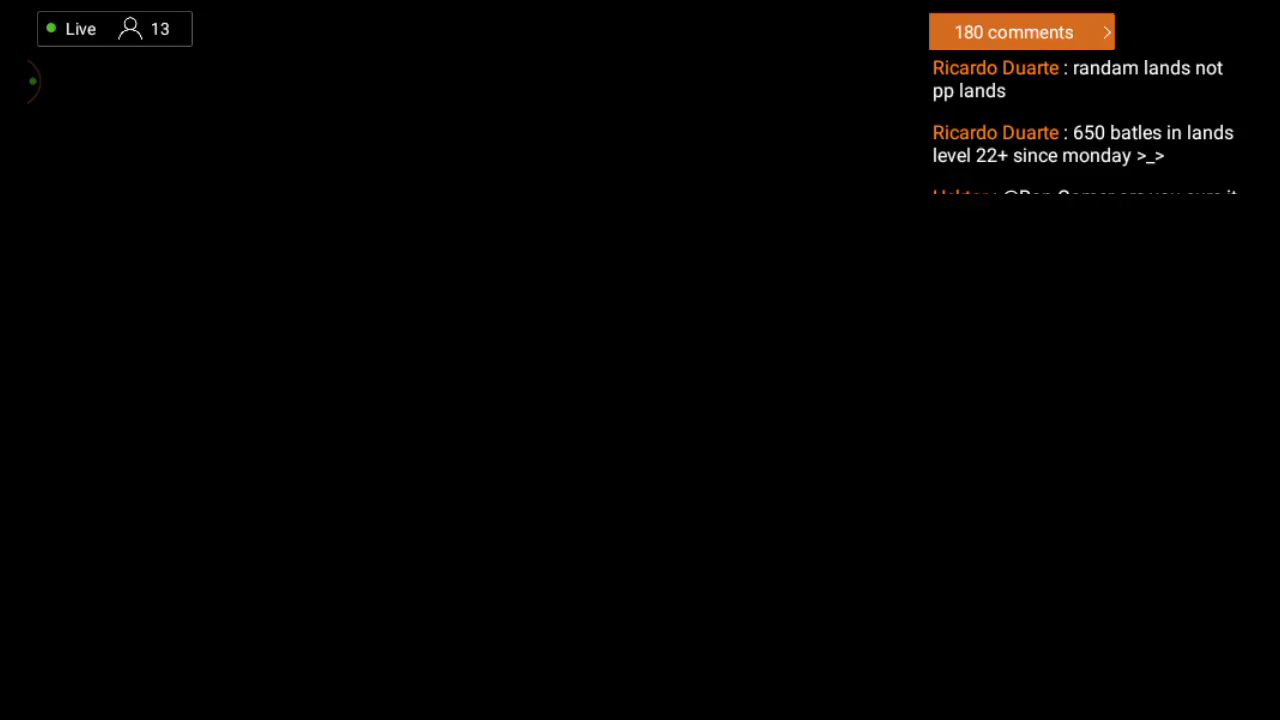 Live 13
180 comments
Ricardo Duarte : randam lands not
pp lands
Ricardo Duarte : 650 batles in lands
level 22+ since monday >_>